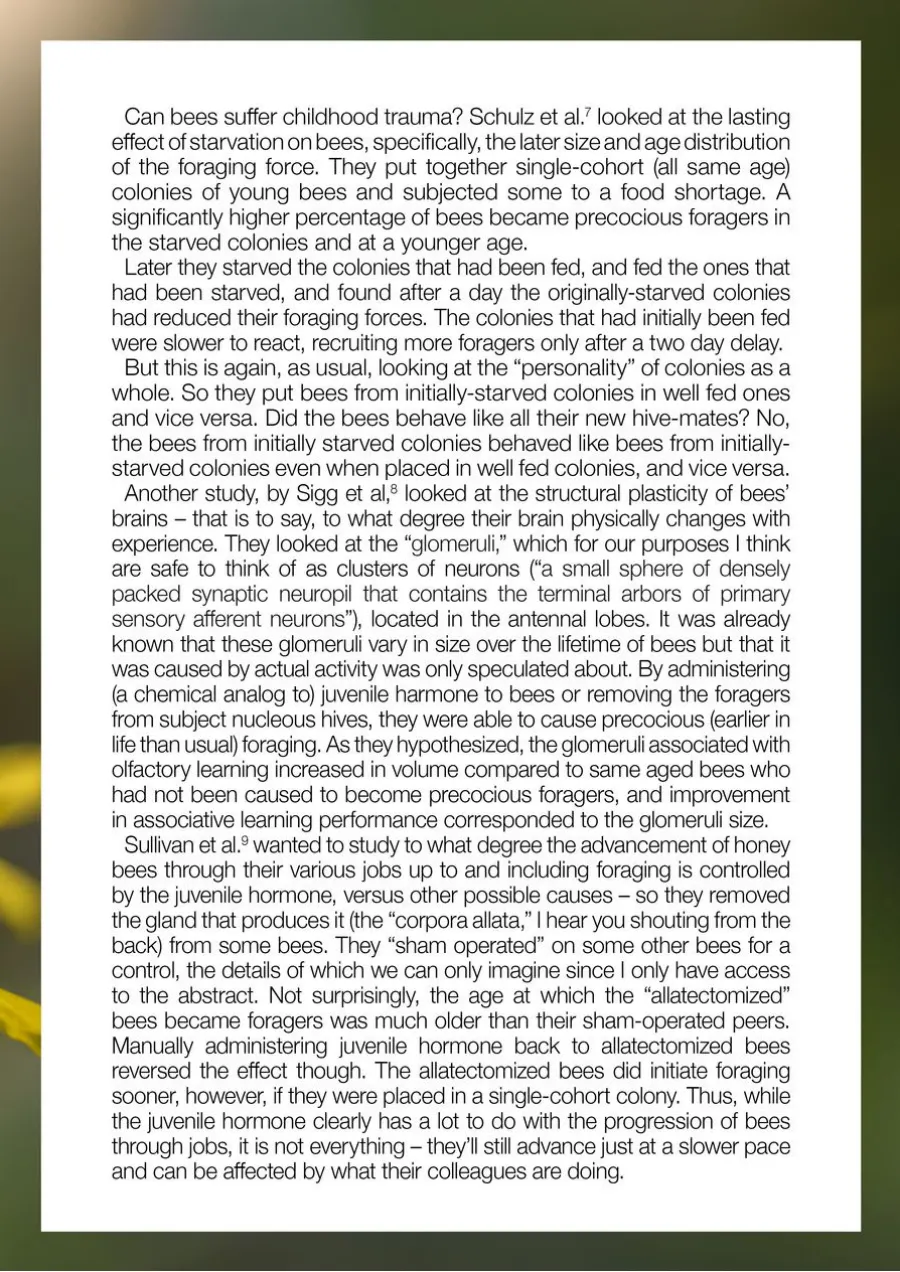 Can bees suffer childhood trauma? Schulz et al.7 looked at the lasting
effect of starvation on bees, specifically, the later size and age distribution
of the foraging force. They put together single-cohort (all same age)
colonies of young bees and subjected some to a food shortage. A
significantly higher percentage of bees became precocious foragers in
the starved colonies and at a younger age.
Later they starved the colonies that had been fed, and fed the ones that
had been starved, and found after a day the originally-starved colonies
had reduced their foraging forces. The colonies that had initially been fed
were slower to react, recruiting more foragers only after a two day delay.
But this is again, as usual, looking at the “personality” of colonies as a
whole. So they put bees from initially-starved colonies in well fed ones
and vice versa. Did the bees behave like all their new hive-mates? No,
the bees from initially starved colonies behaved like bees from initially-
starved colonies even when placed in well fed colonies, and vice versa.
Another study, by Sigg et al,8 looked at the structural plasticity of bees’
brains – that is to say, to what degree their brain physically changes with
experience. They looked at the “glomeruli,” which for our purposes I think
are safe to think of as clusters of neurons (“a small sphere of densely
packed synaptic neuropil that contains the terminal arbors of primary
sensory afferent neurons”), located in the antennal lobes. It was already
known that these glomeruli vary in size over the lifetime of bees but that it
was caused by actual activity was only speculated about. By administering
(a chemical analog to) juvenile harmone to bees or removing the foragers
from subject nucleous hives, they were able to cause precocious (earlier in
life than usual) foraging. As they hypothesized, the glomeruli associated with
olfactory learning increased in volume compared to same aged bees who
had not been caused to become precocious foragers, and improvement
in associative learning performance corresponded to the glomeruli size.
Sullivan et al.9 wanted to study to what degree the advancement of honey
bees through their various jobs up to and including foraging is controlled
by the juvenile hormone, versus other possible causes – so they removed
the gland that produces it (the “corpora allata,” I hear you shouting from the
back) from some bees. They “sham operated” on some other bees for a
control, the details of which we can only imagine since I only have access
to the abstract. Not surprisingly, the age at which the “allatectomized”
bees became foragers was much older than their sham-operated peers.
Manually administering juvenile hormone back to allatectomized bees
reversed the effect though. The allatectomized bees did initiate foraging
sooner, however, if they were placed in a single-cohort colony. Thus, while
the juvenile hormone clearly has a lot to do with the progression of bees
through jobs, it is not everything – they’ll still advance just at a slower pace
and can be affected by what their colleagues are doing.